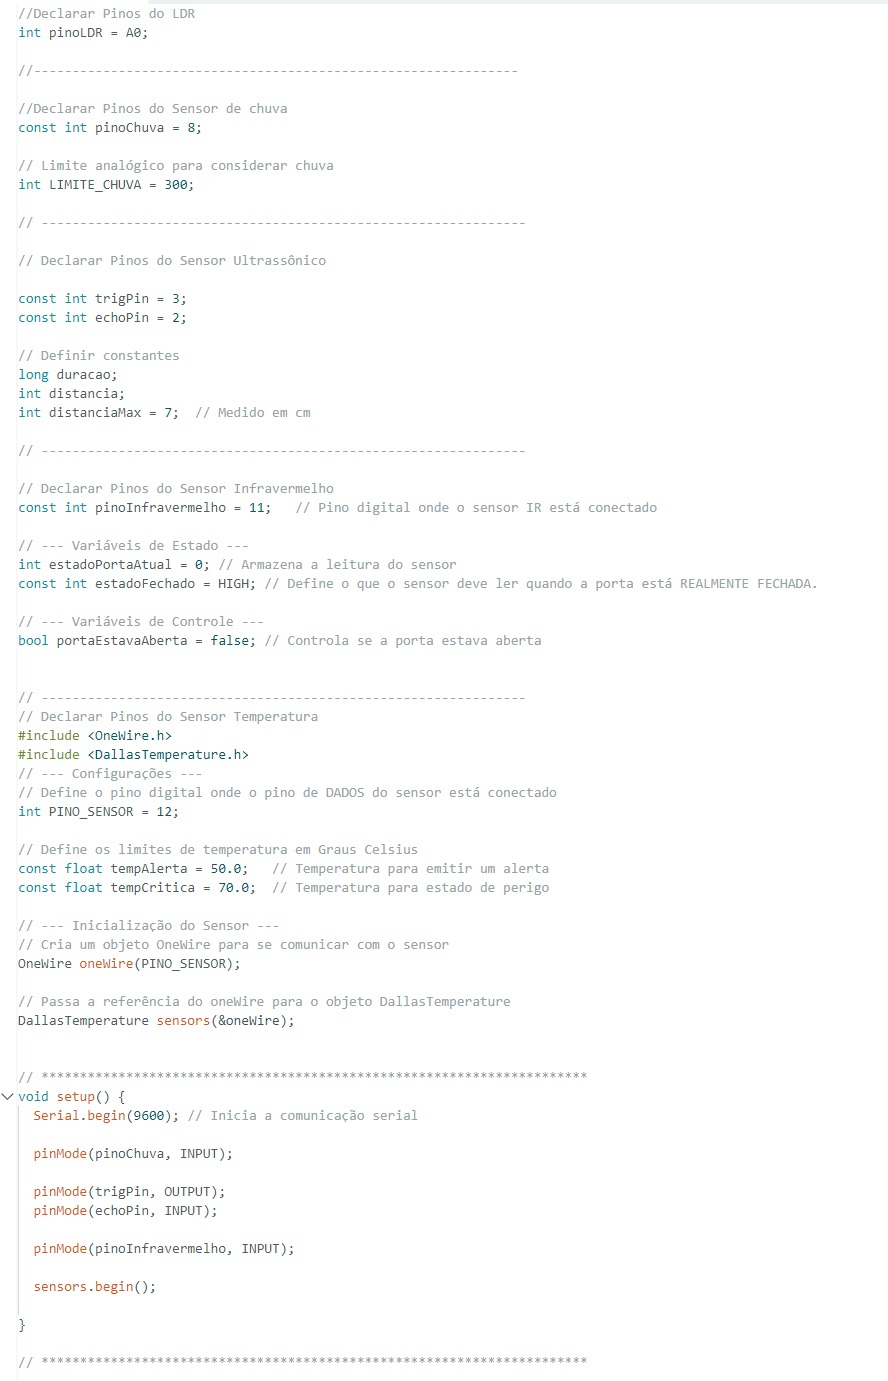 //Declarar Pinos do LDR
int pinoLDR = A0;
//---------------------------------------------------------------
//Declarar Pinos do Sensor de chuva
const int pinoChuva = 8;
// Limite analógico para considerar chuva
int LIMITE_CHUVA = 300;
// ---------------------------------------------------------------
// Declarar Pinos do Sensor Ultrassônico
const int trigPin = 3;
const int echoPin = 2;
// Definir constantes
long duracao;
int distancia;
int distanciaMax = 7;  // Medido em cm
// ---------------------------------------------------------------
// Declarar Pinos do Sensor Infravermelho
const int pinoInfravermelho = 11;   // Pino digital onde o sensor IR está conectado
// --- Variáveis de Estado ---
int estadoPortaAtual = 0; // Armazena a leitura do sensor
const int estadoFechado = HIGH; // Define o que o sensor deve ler quando a porta está REALMENTE FECHADA.
// --- Variáveis de Controle ---
bool portaEstavaAberta = false; // Controla se a porta estava aberta
// ---------------------------------------------------------------
// Declarar Pinos do Sensor Temperatura
#include <OneWire.h>
#include <DallasTemperature.h>
// --- Configurações ---
// Define o pino digital onde o pino de DADOS do sensor está conectado
int PINO_SENSOR = 12;
// Define os limites de temperatura em Graus Celsius
const float tempAlerta = 50.0;   // Temperatura para emitir um alerta
const float tempCritica = 70.0;  // Temperatura para estado de perigo
// --- Inicialização do Sensor ---
// Cria um objeto OneWire para se comunicar com o sensor
OneWire oneWire(PINO_SENSOR);
// Passa a referência do oneWire para o objeto DallasTemperature
DallasTemperature sensors(&oneWire);
// ***********************************************************************
void setup() {
  Serial.begin(9600); // Inicia a comunicação serial
  pinMode(pinoChuva, INPUT);
  pinMode(trigPin, OUTPUT);
  pinMode(echoPin, INPUT);
  pinMode(pinoInfravermelho, INPUT);
  sensors.begin();
}
// ***********************************************************************